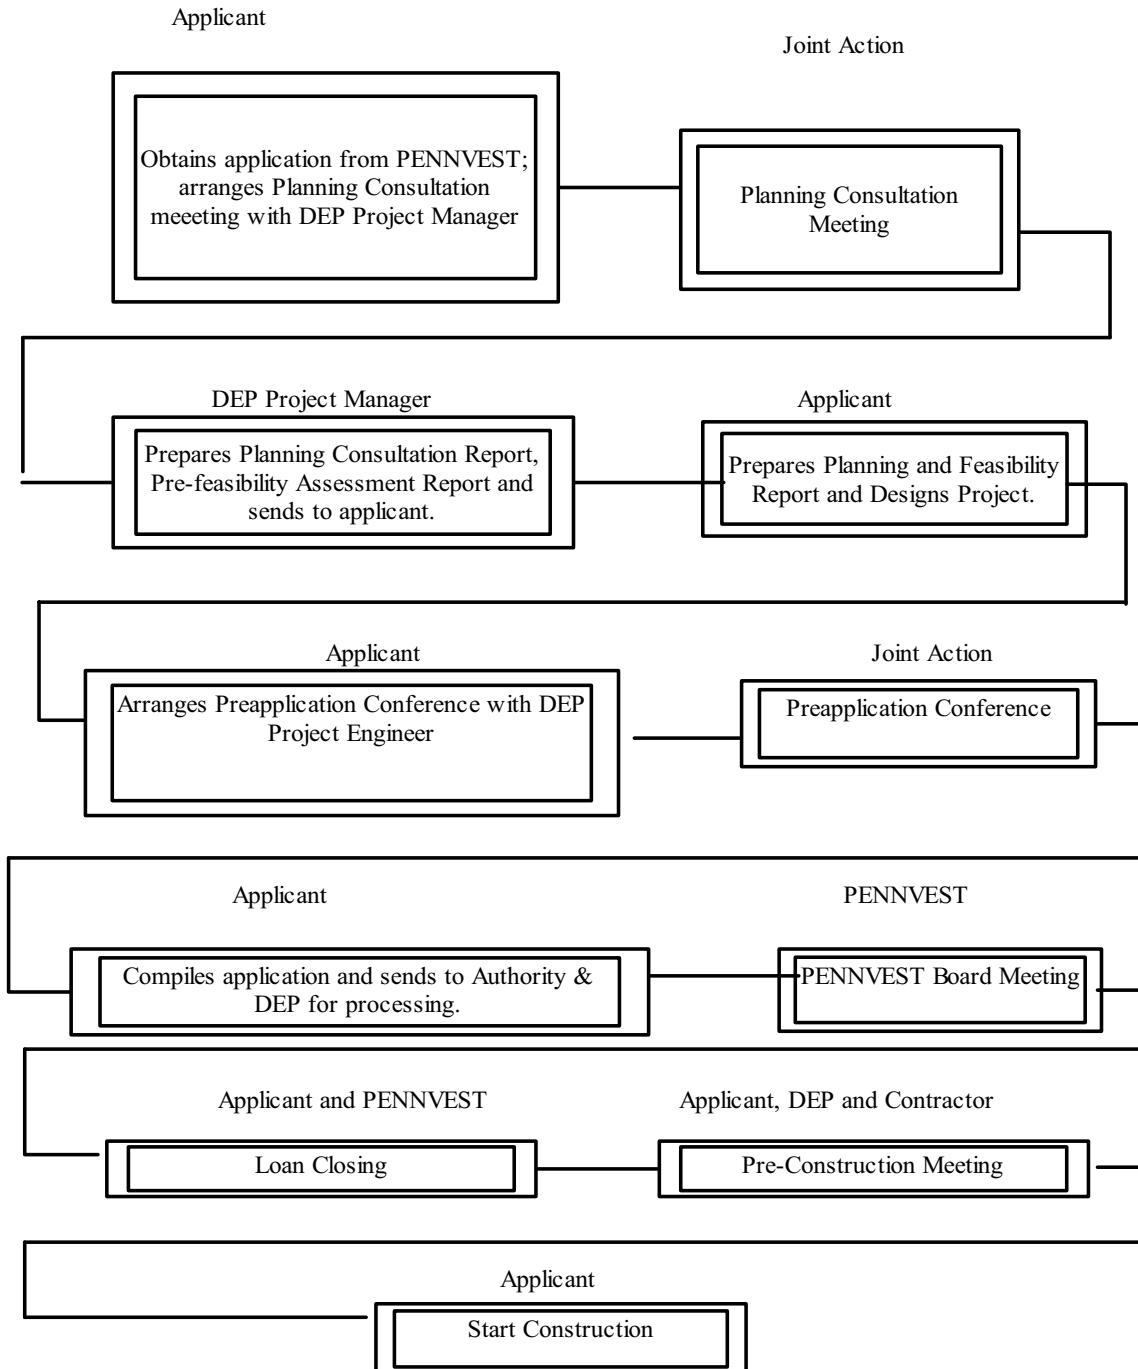 Applicant
Joint Action
Obtains application from PENNVEST;
arranges Planning Consultation
meeeting with DEP Project Manager
Planning Consultation
Meeting
DEP Project Manager
Applicant
Prepares Planning Consultation Report,
Pre-feasibility Assessment Report and
sends to applicant.
Prepares Planning and Feasibility
Report and Designs Project.
Applicant
Joint Action
Arranges Preapplication Conference with DEP
Project Engineer
Preapplication Conference
Applicant
PENNVEST
Compiles application and sends to Authority &
DEP for processing.
PENNVEST Board Meeting
Applicant and PENNVEST
Applicant, DEP and Contractor
Loan Closing
Pre-Construction Meeting
Applicant
Start Construction